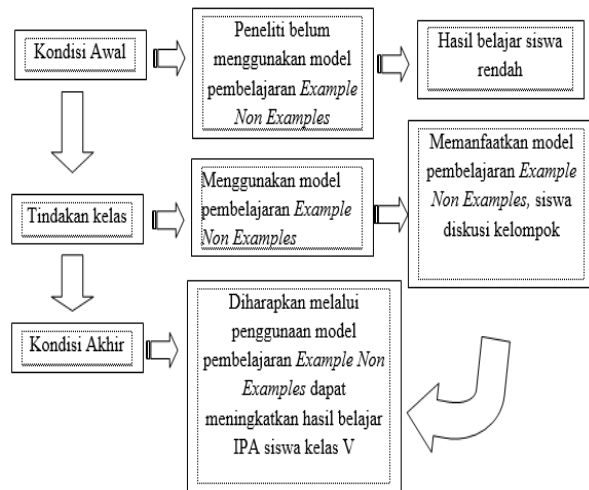 Kondisi Awal
Peneliti belum
menggunakan model
pembelajaran Example
Non Examples
Hasil belajar siswa
rendah
Tindakan kelas
Menggunakan model
pembelajaran Example
Non Examples
Memanfaatkan model
pembelajaran Example
Non Examples, siswa
diskusi kelompok
Kondisi Akhir
Diharapkan melalui
penggunaan model
pembelajaran Example Non
Examples dapat
meningkatkan hasil belajar
IPA siswa kelas V